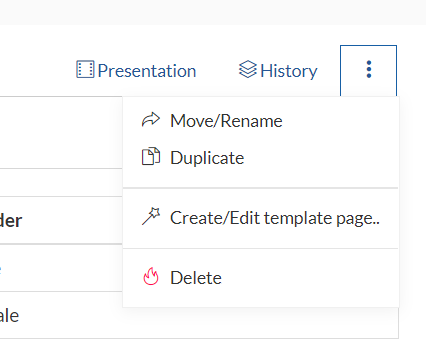 Presentation History
Move/Rename
Duplicate
der
Create/Edit template page..
Delete
ale